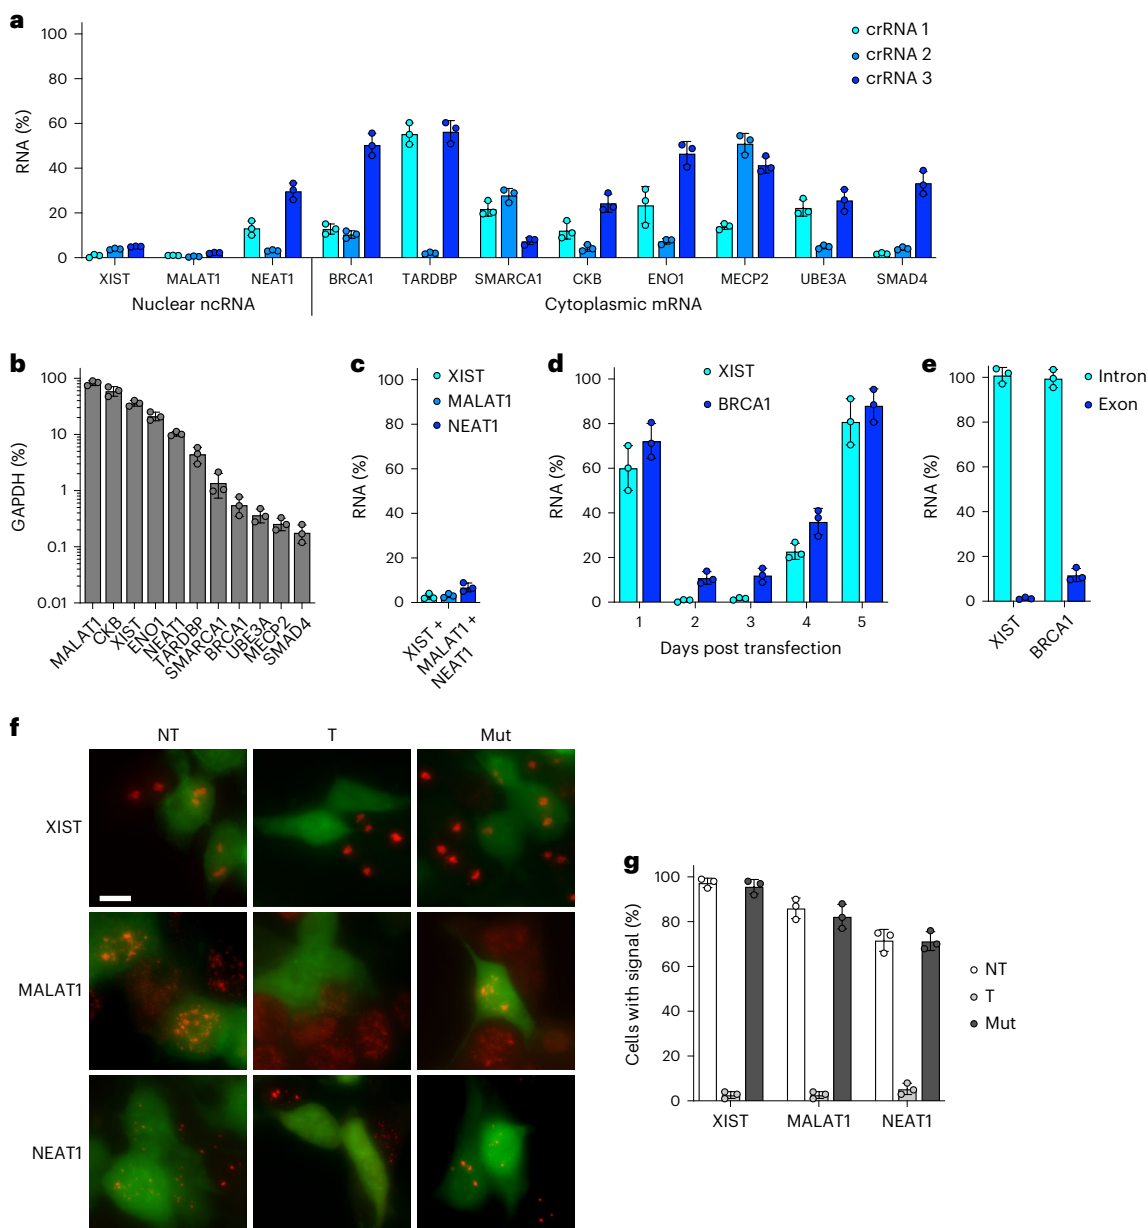 a
100
80
60
40
20
0
RNA (%)
crRNA 1
crRNA 2
crRNA 3
XIST MALAT1 NEAT1 BRCA1 TARDBP SMARCA1 CKB ENO1 MECP2 UBE3A SMAD4
Nuclear ncRNA Cytoplasmic mRNA
b
100
10
1
0.1
0.01
GAPDH (%)
MALAT1
CKB
XIST
ENO1
NEAT1
TARDBP
SMARCA1
BRCA1
UBE3A
MECP2
SMAD4
c
100
80
60
40
20
0
RNA (%)
XIST
MALAT1
NEAT1
XIST +
MALAT1 +
NEAT1
d
100
80
60
40
20
0
RNA (%)
XIST
BRCA1
1 2 3 4 5
Days post transfection
e
100
80
60
40
20
0
RNA (%)
Intron
Exon
XIST
BRCA1
f
NT T Mut
XIST
MALAT1
NEAT1
g
100
80
60
40
20
0
Cells with signal (%)
NT
T
Mut
XIST MALAT1 NEAT1